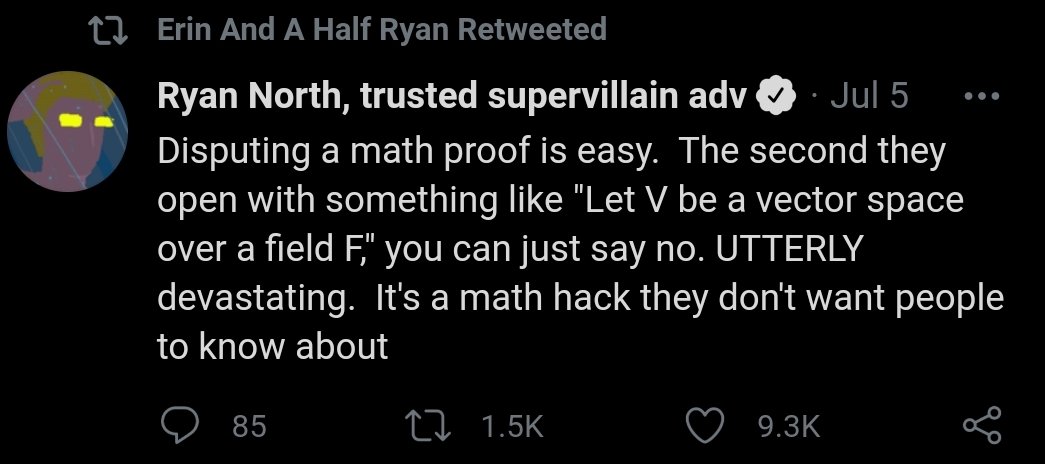 Erin And A Half Ryan Retweeted
Ryan North, trusted supervillain adv · Jul 5
Disputing a math proof is easy.  The second they
open with something like "Let V be a vector space
over a field F," you can just say no. UTTERLY
devastating.  It's a math hack they don't want people
to know about
85 1.5K 9.3K